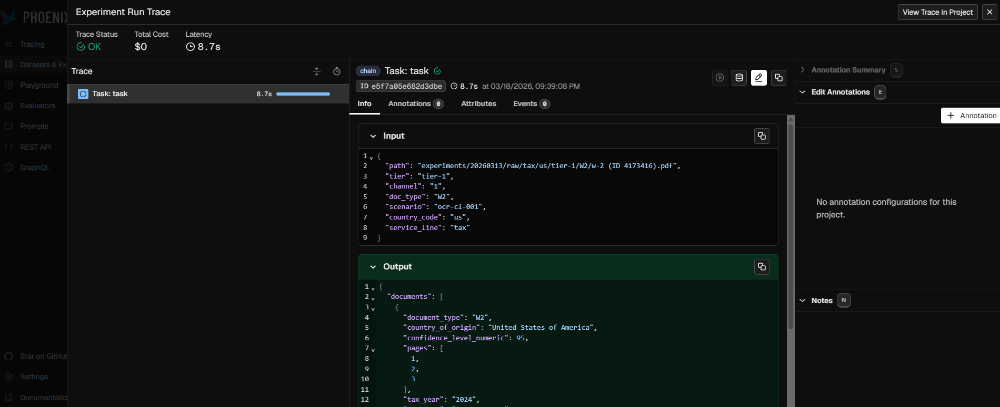 PHOENIX
Tracing
Datasets & Ex
Playground
Evaluators
Prompts
REST API
GraphQL
Star on GitHub
Settings
Documentatio
Experiment Run Trace
View Trace in Project
Trace Status
OK
Total Cost
$0
Latency
8.7s
Trace
Task: task
8.7s
chain
Task: task
ID e5f7a05e682d3dbe
8.7s at 03/18/2026, 09:39:08 PM
Info
Annotations 0
Attributes
Events 0
Input
1 {
2 "path": "experiments/20260313/raw/tax/us/tier-1/W2/w-2 (ID 4173416).pdf",
3 "tier": "tier-1",
4 "channel": "1",
5 "doc_type": "W2",
6 "scenario": "ocr-cl-001",
7 "country_code": "us",
8 "service_line": "tax"
9 }
Output
1 {
2 "documents": [
3 {
4 "document_type": "W2",
5 "country_of_origin": "United States of America",
6 "confidence_level_numeric": 95,
7 "pages": [
8 1,
9 2,
10 3
11 ],
12 "tax_year": "2024",
Annotation Summary S
Edit Annotations E
+ Annotation
No annotation configurations for this
project.
Notes N